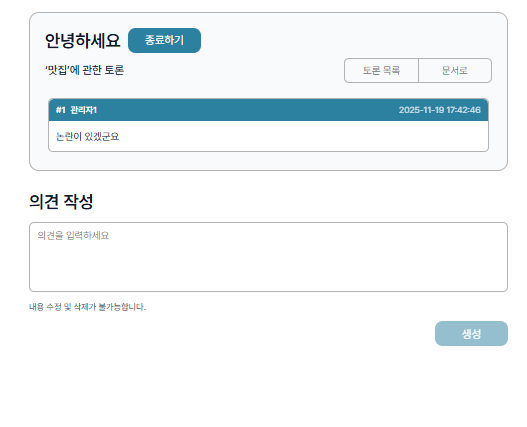 안녕하세요 종료하기
‘맛집’에 관한 토론 토론 목록 문서로
#1 관리자1 2025-11-19 17:42:46
논란이 있겠군요
의견 작성
의견을 입력하세요
내용 수정 및 삭제가 불가능합니다.
생성